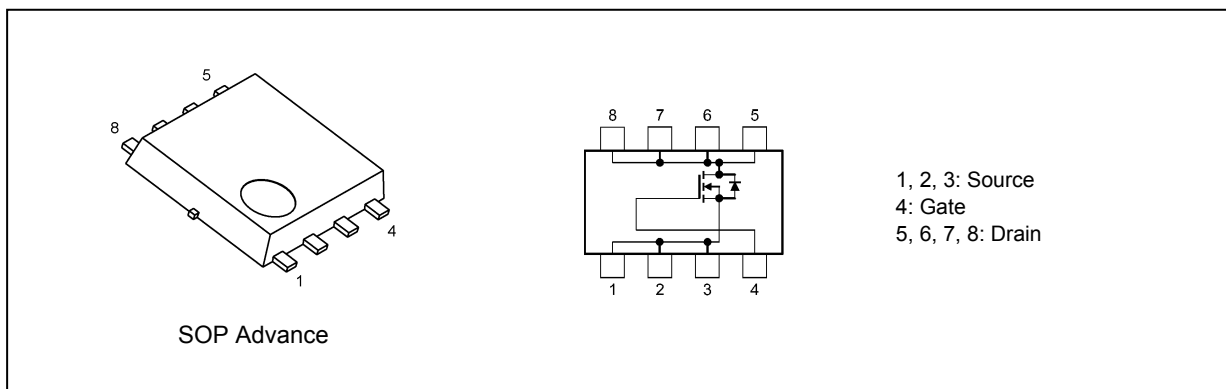 5
8
4
1
SOP Advance
8 7 6 5
1 2 3 4
1, 2, 3: Source
4: Gate
5, 6, 7, 8: Drain